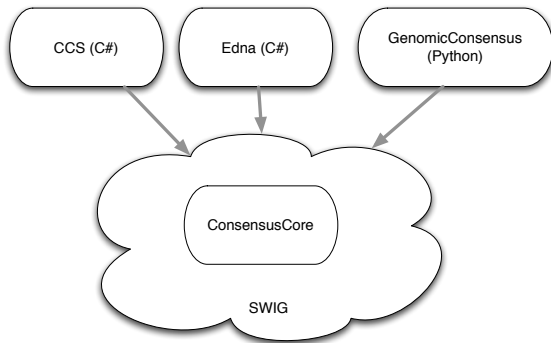 CCS (C#)
Edna (C#)
GenomicConsensus
(Python)
ConsensusCore
SWIG